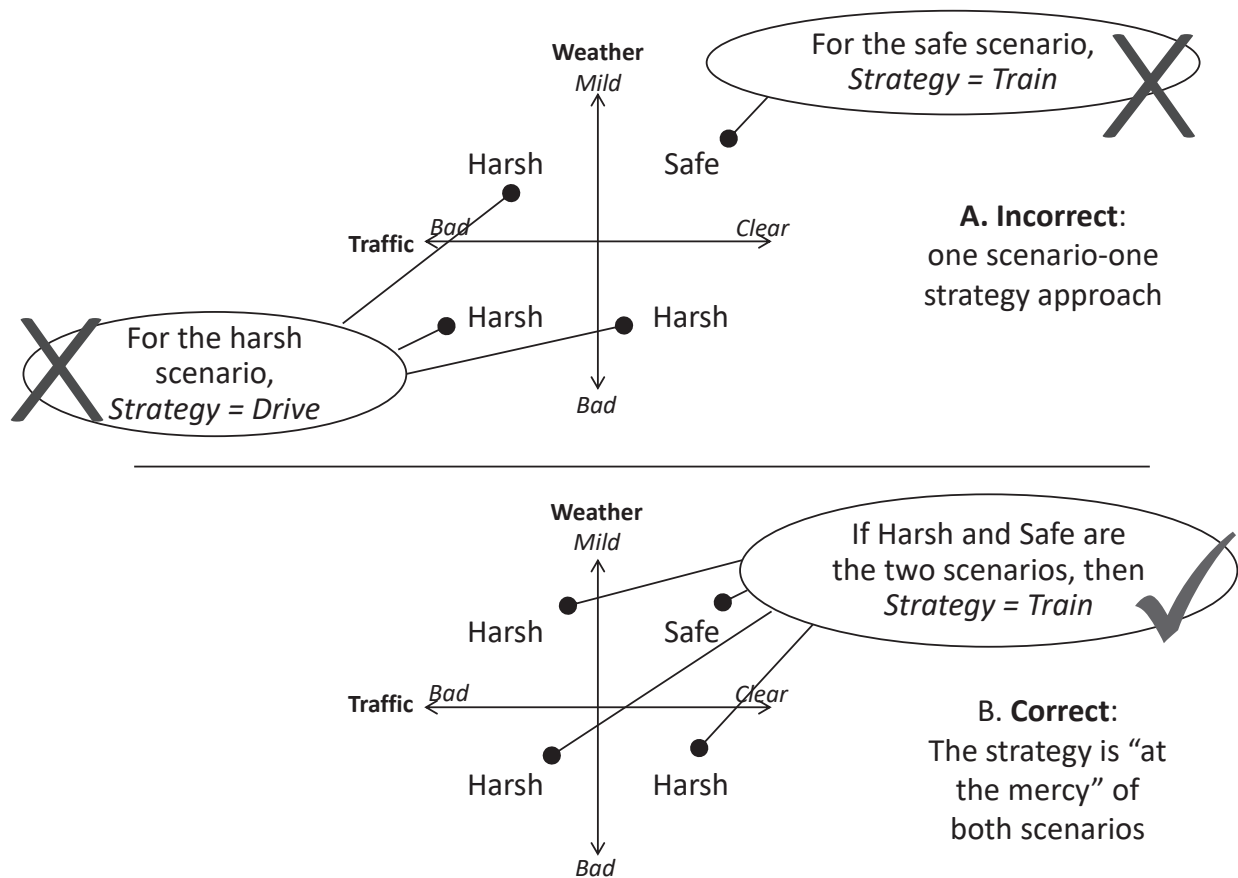 Weather
Mild
For the safe scenario,
Strategy = Train
Harsh
Safe
Bad
Clear
Traffic
A. Incorrect:
one scenario-one
strategy approach
Harsh
Harsh
For the harsh
scenario,
Strategy = Drive
Bad
Weather
Mild
If Harsh and Safe are
the two scenarios, then
Strategy = Train
Harsh
Safe
Traffic
Bad
Clear
B. Correct:
The strategy is “at
the mercy” of
both scenarios
Harsh
Harsh
Bad